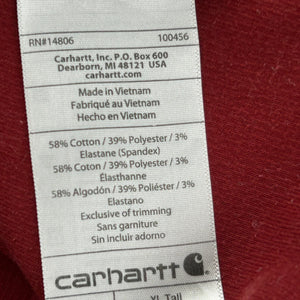 RN#14806 100456
Carhartt, Inc. P.O. Box 600
Dearborn, MI 48121 USA
carhartt.com
Made in Vietnam
Fabriqué au Vietnam
Hecho en Vietnam
58% Cotton / 39% Polyester / 3%
Elastane (Spandex)
58% Coton / 39% Polyester / 3%
Élasthanne
58% Algodón / 39% Poliéster / 3%
Elastano
Exclusive of trimming
Sans garniture
Sin incluir adorno
carhartt
XL Tall